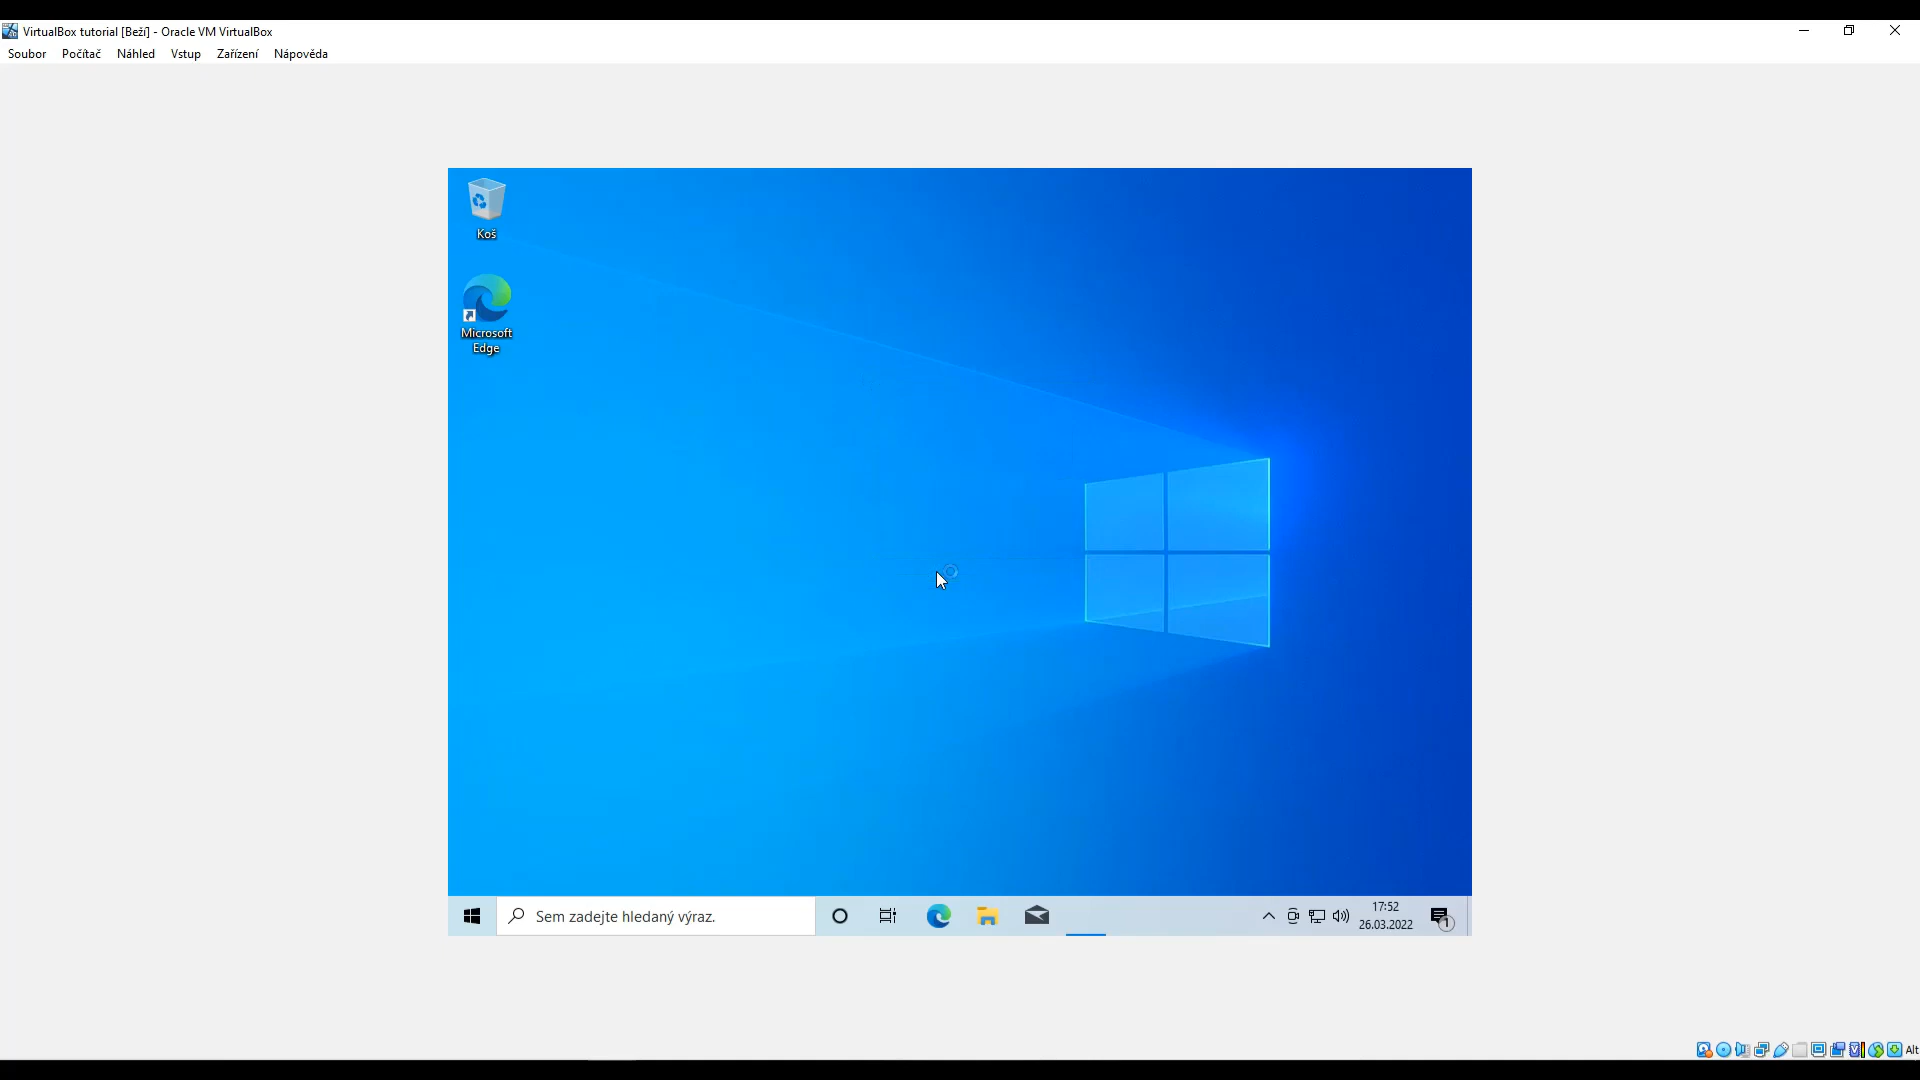 VirtualBox tutorial [Beží] - Oracle VM VirtualBox
Soubor Počítač Náhled Vstup Zařízení Nápověda
Koš
Microsoft
Edge
Sem zadejte hledaný výraz.
17:52
26.03.2022
1
Alt